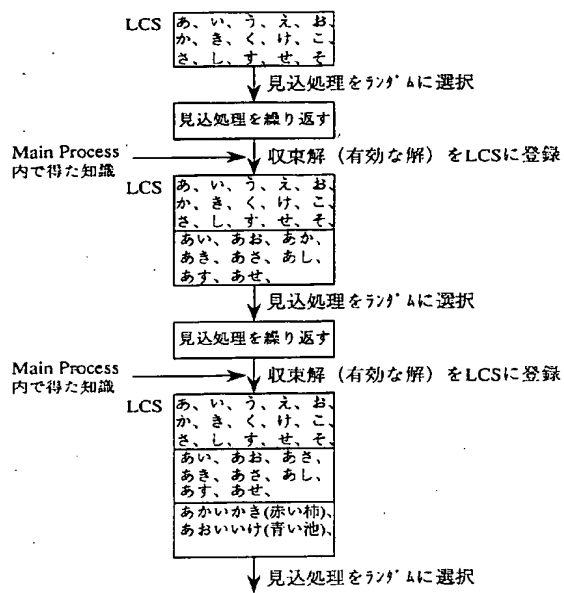 LCS
あ、い、う、え、お、
か、き、く、け、こ、
さ、し、す、せ、そ
見込処理をランダムに選択
見込処理を繰り返す
Main Process
内で得た知識
収束解（有効な解）をLCSに登録
LCS
あ、い、う、え、お、
か、き、く、け、こ、
さ、し、す、せ、そ、
あい、あお、あか、
あき、あさ、あし、
あす、あせ、
見込処理をランダムに選択
見込処理を繰り返す
Main Process
内で得た知識
収束解（有効な解）をLCSに登録
LCS
あ、い、う、え、お、
か、き、く、け、こ、
さ、し、す、せ、そ、
あい、あお、あさ、
あき、あさ、あし、
あす、あせ、
あかいかき(赤い柿)、
あおいいけ(青い池)、
見込処理をランダムに選択